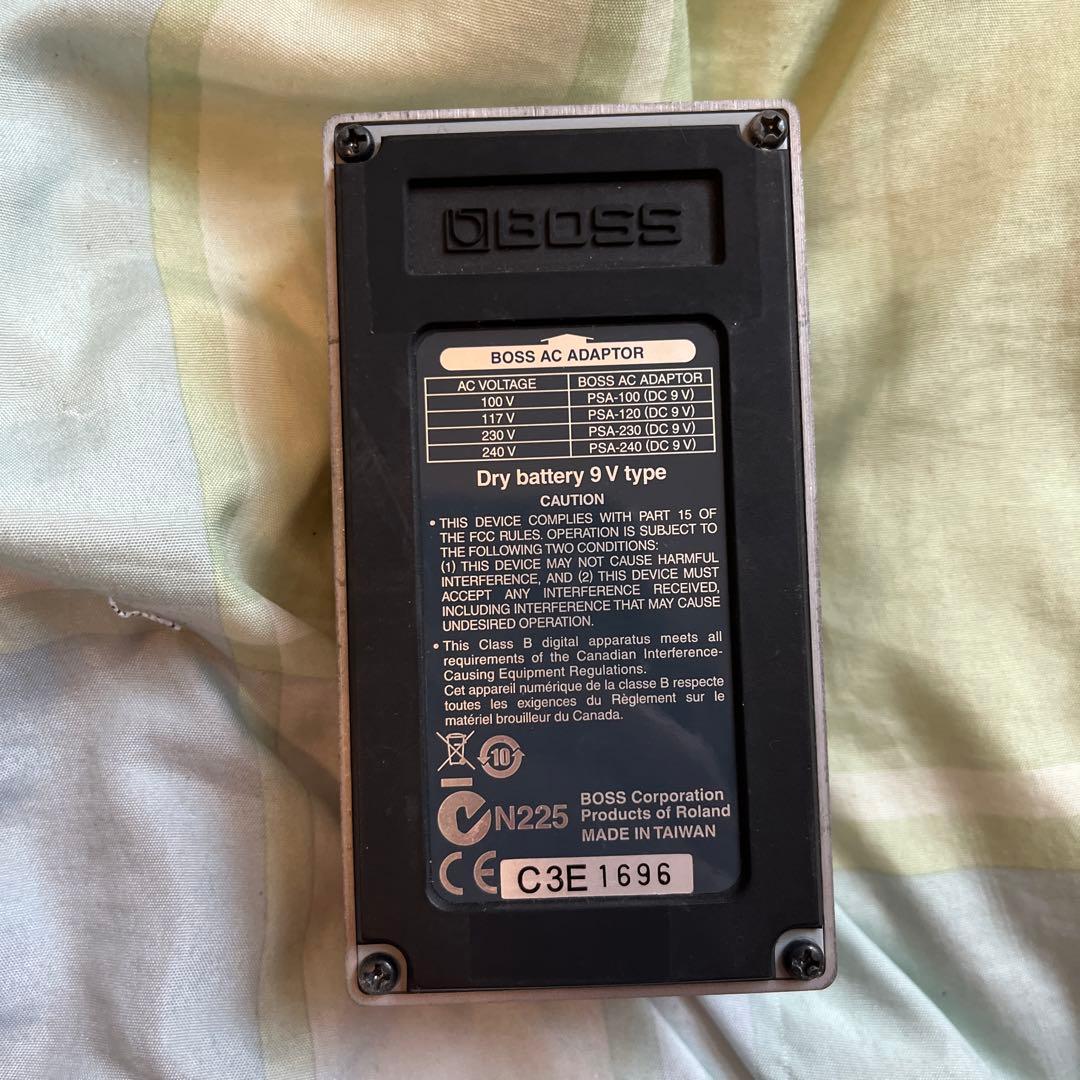 BOSS
BOSS AC ADAPTOR
AC VOLTAGE BOSS AC ADAPTOR
100 V PSA-100 (DC 9 V)
117 V PSA-120 (DC 9 V)
230 V PSA-230 (DC 9 V)
240 V PSA-240 (DC 9 V)
Dry battery 9 V type
CAUTION
• THIS DEVICE COMPLIES WITH PART 15 OF
THE FCC RULES. OPERATION IS SUBJECT TO
THE FOLLOWING TWO CONDITIONS:
(1) THIS DEVICE MAY NOT CAUSE HARMFUL
INTERFERENCE, AND (2) THIS DEVICE MUST
ACCEPT ANY INTERFERENCE RECEIVED,
INCLUDING INTERFERENCE THAT MAY CAUSE
UNDESIRED OPERATION.
• This Class B digital apparatus meets all
requirements of the Canadian Interference-
Causing Equipment Regulations.
Cet appareil numérique de la classe B respecte
toutes les exigences du Règlement sur le
matériel brouilleur du Canada.
10
N225
BOSS Corporation
Products of Roland
MADE IN TAIWAN
CE
C3E1696